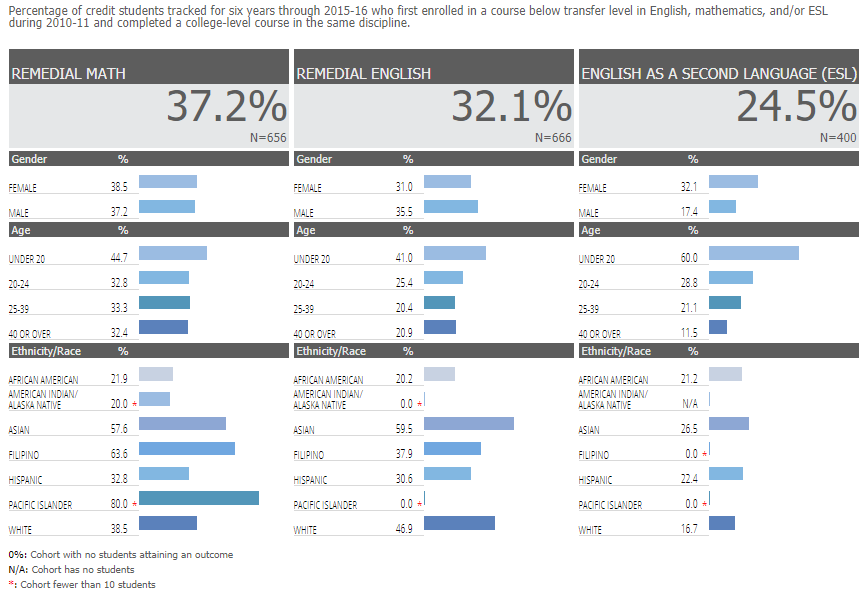 Percentage of credit students tracked for six years through 2015-16 who first enrolled in a course below transfer level in English, mathematics, and/or ESL
during 2010-11 and completed a college-level course in the same discipline.
REMEDIAL MATH
37.2%
N=656
Gender %
FEMALE 38.5
MALE 37.2
Age %
UNDER 20 44.7
20-24 32.8
25-39 33.3
40 OR OVER 32.4
Ethnicity/Race %
AFRICAN AMERICAN 21.9
AMERICAN INDIAN/
ALASKA NATIVE 20.0 *
ASIAN 57.6
FILIPINO 63.6
HISPANIC 32.8
PACIFIC ISLANDER 80.0 *
WHITE 38.5
REMEDIAL ENGLISH
32.1%
N=666
Gender %
FEMALE 31.0
MALE 35.5
Age %
UNDER 20 41.0
20-24 25.4
25-39 20.4
40 OR OVER 20.9
Ethnicity/Race %
AFRICAN AMERICAN 20.2
AMERICAN INDIAN/
ALASKA NATIVE 0.0 *
ASIAN 59.5
FILIPINO 37.9
HISPANIC 30.6
PACIFIC ISLANDER 0.0 *
WHITE 46.9
ENGLISH AS A SECOND LANGUAGE (ESL)
24.5%
N=400
Gender %
FEMALE 32.1
MALE 17.4
Age %
UNDER 20 60.0
20-24 28.8
25-39 21.1
40 OR OVER 11.5
Ethnicity/Race %
AFRICAN AMERICAN 21.2
AMERICAN INDIAN/
ALASKA NATIVE N/A
ASIAN 26.5
FILIPINO 0.0 *
HISPANIC 22.4
PACIFIC ISLANDER 0.0 *
WHITE 16.7
0%: Cohort with no students attaining an outcome
N/A: Cohort has no students
*: Cohort fewer than 10 students